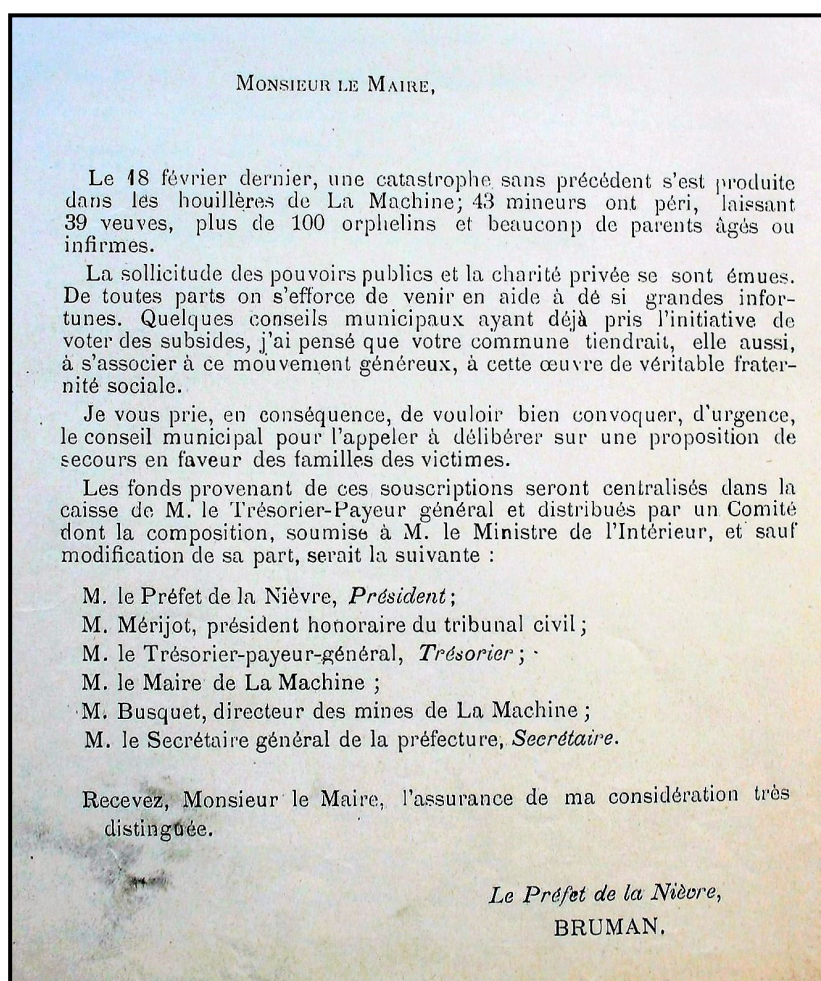 MONSIEUR LE MAIRE,
Le 18 février dernier, une catastrophe sans précédent s'est produite
dans les houillères de La Machine; 43 mineurs ont péri, laissant
39 veuves, plus de 100 orphelins et beauconp de parents âgés ou
infirmes.
La sollicitude des pouvoirs publics et la charité privée se sont émues.
De toutes parts on s'efforce de venir en aide à dé si grandes infor-
tunes. Quelques conseils municipaux ayant déjà pris l'initiative de
voter des subsides, j'ai pensé que votre commune tiendrait, elle aussi,
à s'associer à ce mouvement généreux, à cette œuvre de véritable frater-
nité sociale.
Je vous prie, en conséquence, de vouloir bien convoquer, d'urgence,
le conseil municipal pour l'appeler à délibérer sur une proposition de
secours en faveur des familles des victimes.
Les fonds provenant de ces souscriptions seront centralisés dans la
caisse de M. le Trésorier-Payeur général et distribués par un Comité
dont la composition, soumise à M. le Ministre de l'Intérieur, et sauf
modification de sa part, serait la suivante :
M. le Préfet de la Nièvre, Président;
M. Mérijot, président honoraire du tribunal civil;
M. le Trésorier-payeur-général, Trésorier;
M. le Maire de La Machine ;
M. Busquet, directeur des mines de La Machine ;
M. le Secrétaire général de la préfecture, Secrétaire.
Recevez, Monsieur le Maire, l'assurance de ma considération très
distinguée.
Le Préfet de la Nièvre,
BRUMAN.